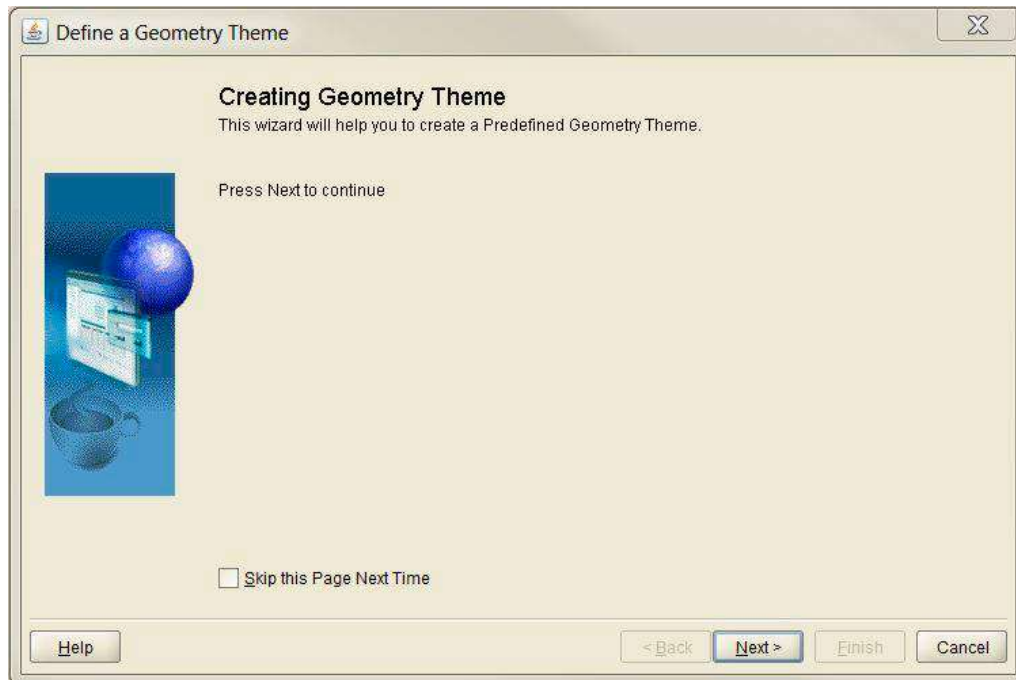 Define a Geometry Theme
Creating Geometry Theme
This wizard will help you to create a Predefined Geometry Theme.
Press Next to continue
Skip this Page Next Time
Help
< Back
Next >
Finish
Cancel